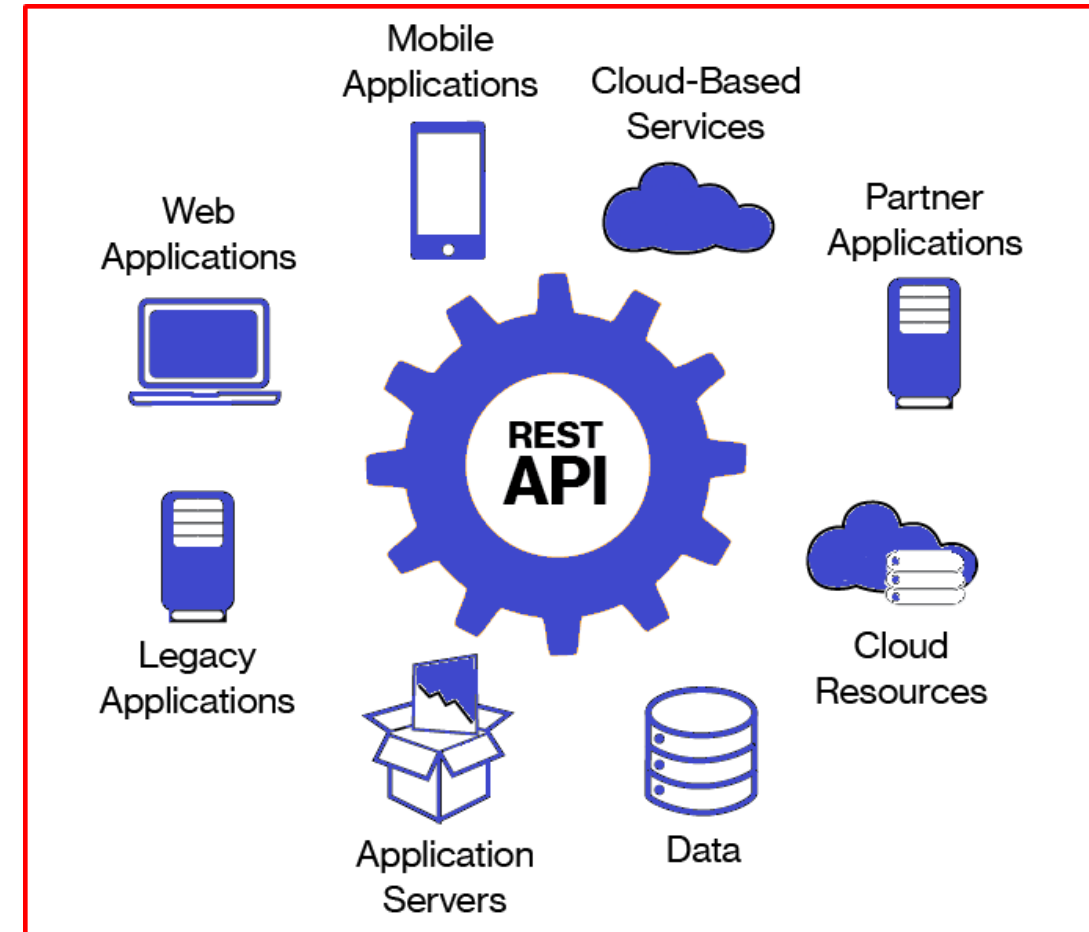 Mobile
Applications
Cloud-Based
Services
Partner
Applications
Web
Applications
REST
API
Legacy
Applications
Cloud
Resources
Application
Servers
Data